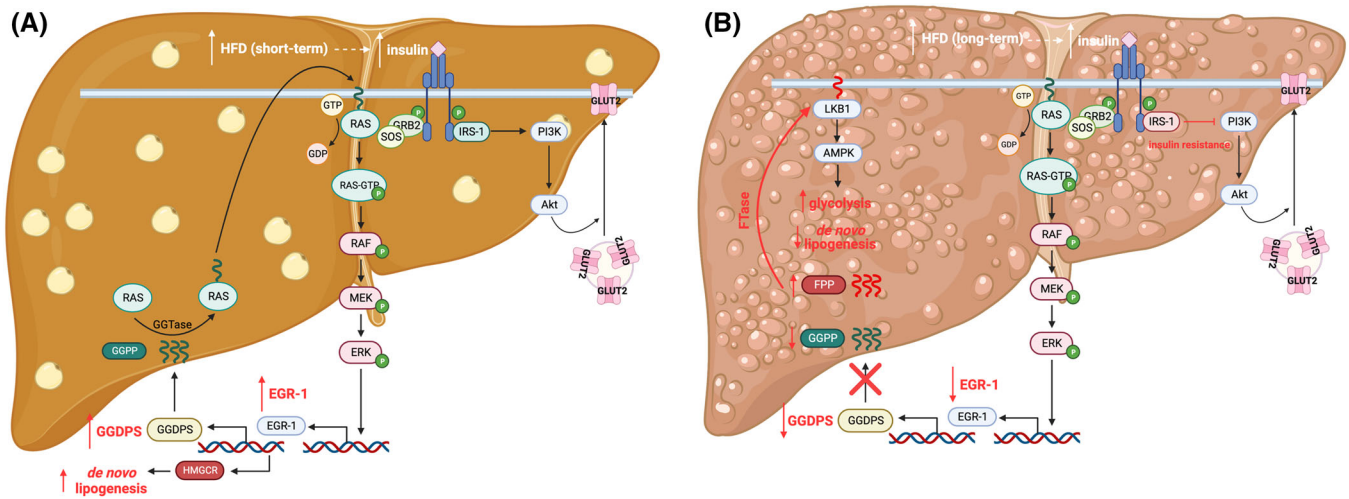 (A)
HFD (short-term)
insulin
GTP
GDP
RAS
SOS
GRB2
P
P
IRS-1
PI3K
Akt
GLUT2
GLUT2
GLUT2
GLUT2
RAS-GTP
P
RAF
P
MEK
P
ERK
P
RAS
RAS
GGTase
GGPP
EGR-1
GGDPS
GGDPS
EGR-1
HMGCR
de novo
lipogenesis
(B)
HFD (long-term)
insulin
LKB1
AMPK
FTase
glycolysis
de novo
lipogenesis
FPP
GGPP
GTP
GDP
RAS
SOS
GRB2
P
P
IRS-1
PI3K
insulin resistance
Akt
GLUT2
GLUT2
GLUT2
GLUT2
RAS-GTP
P
RAF
P
MEK
P
ERK
P
EGR-1
GGDPS
GGDPS
EGR-1